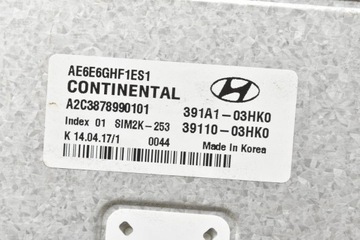 AE6E6GHF1ES1
CONTINENTAL
A2C3878990101 391A1-03HK0
Index 01 SIM2K-253 39110-03HK0
K 14.04.17/1 0044 Made in Korea